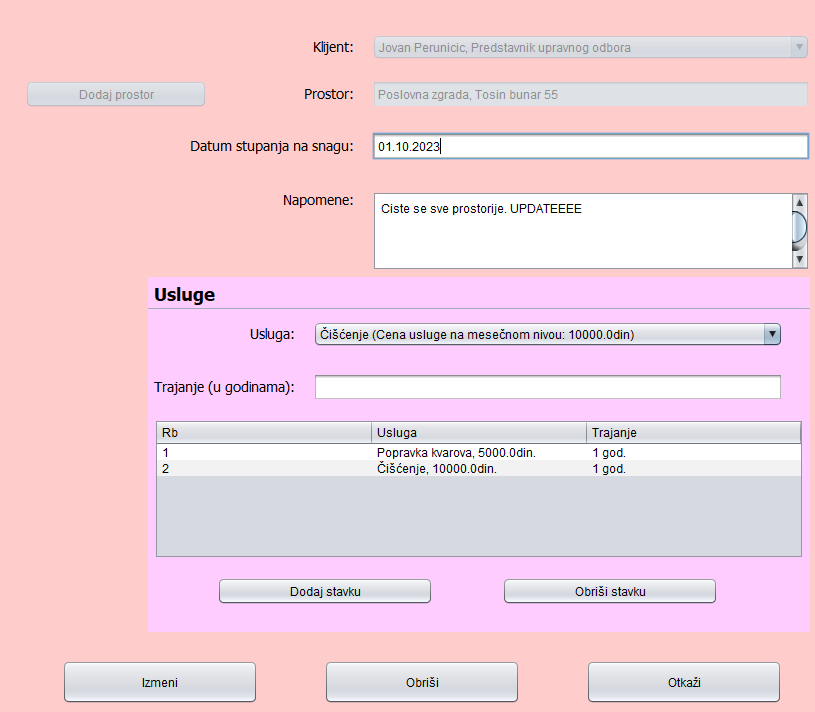 Klijent: Jovan Perunicic, Predstavnik upravnog odbora
Dodaj prostor Prostor: Poslovna zgrada, Tosin bunar 55
Datum stupanja na snagu: 01.10.2023
Napomene: Ciste se sve prostorije. UPDATEEEE
Usluge
Usluga: Čišćenje (Cena usluge na mesečnom nivou: 10000.0din)
Trajanje (u godinama):
Rb Usluga Trajanje
1 Popravka kvarova, 5000.0din. 1 god.
2 Čišćenje, 10000.0din. 1 god.
Dodaj stavku Obriši stavku
Izmeni Obriši Otkaži